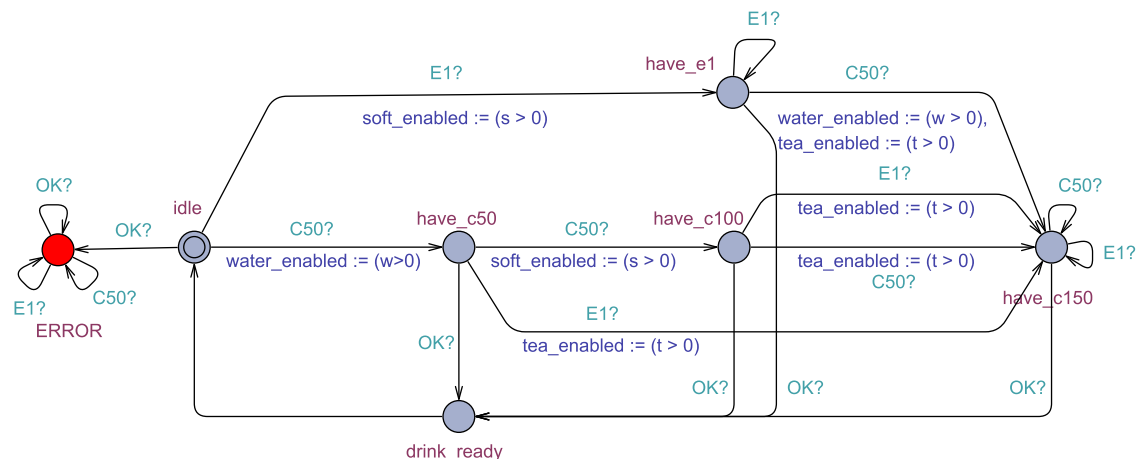 E1?
have_e1
E1?
C50?
soft_enabled := (s > 0)
water_enabled := (w > 0),
tea_enabled := (t > 0)
E1?
OK?
C50?
idle
have_c50
have_c100
tea_enabled := (t > 0)
OK?
C50?
C50?
water_enabled := (w>0)
soft_enabled := (s > 0)
tea_enabled := (t > 0)
E1?
C50?
E1?
C50?
have_c150
E1?
ERROR
OK?
tea_enabled := (t > 0)
OK?
OK?
OK?
drink_ready